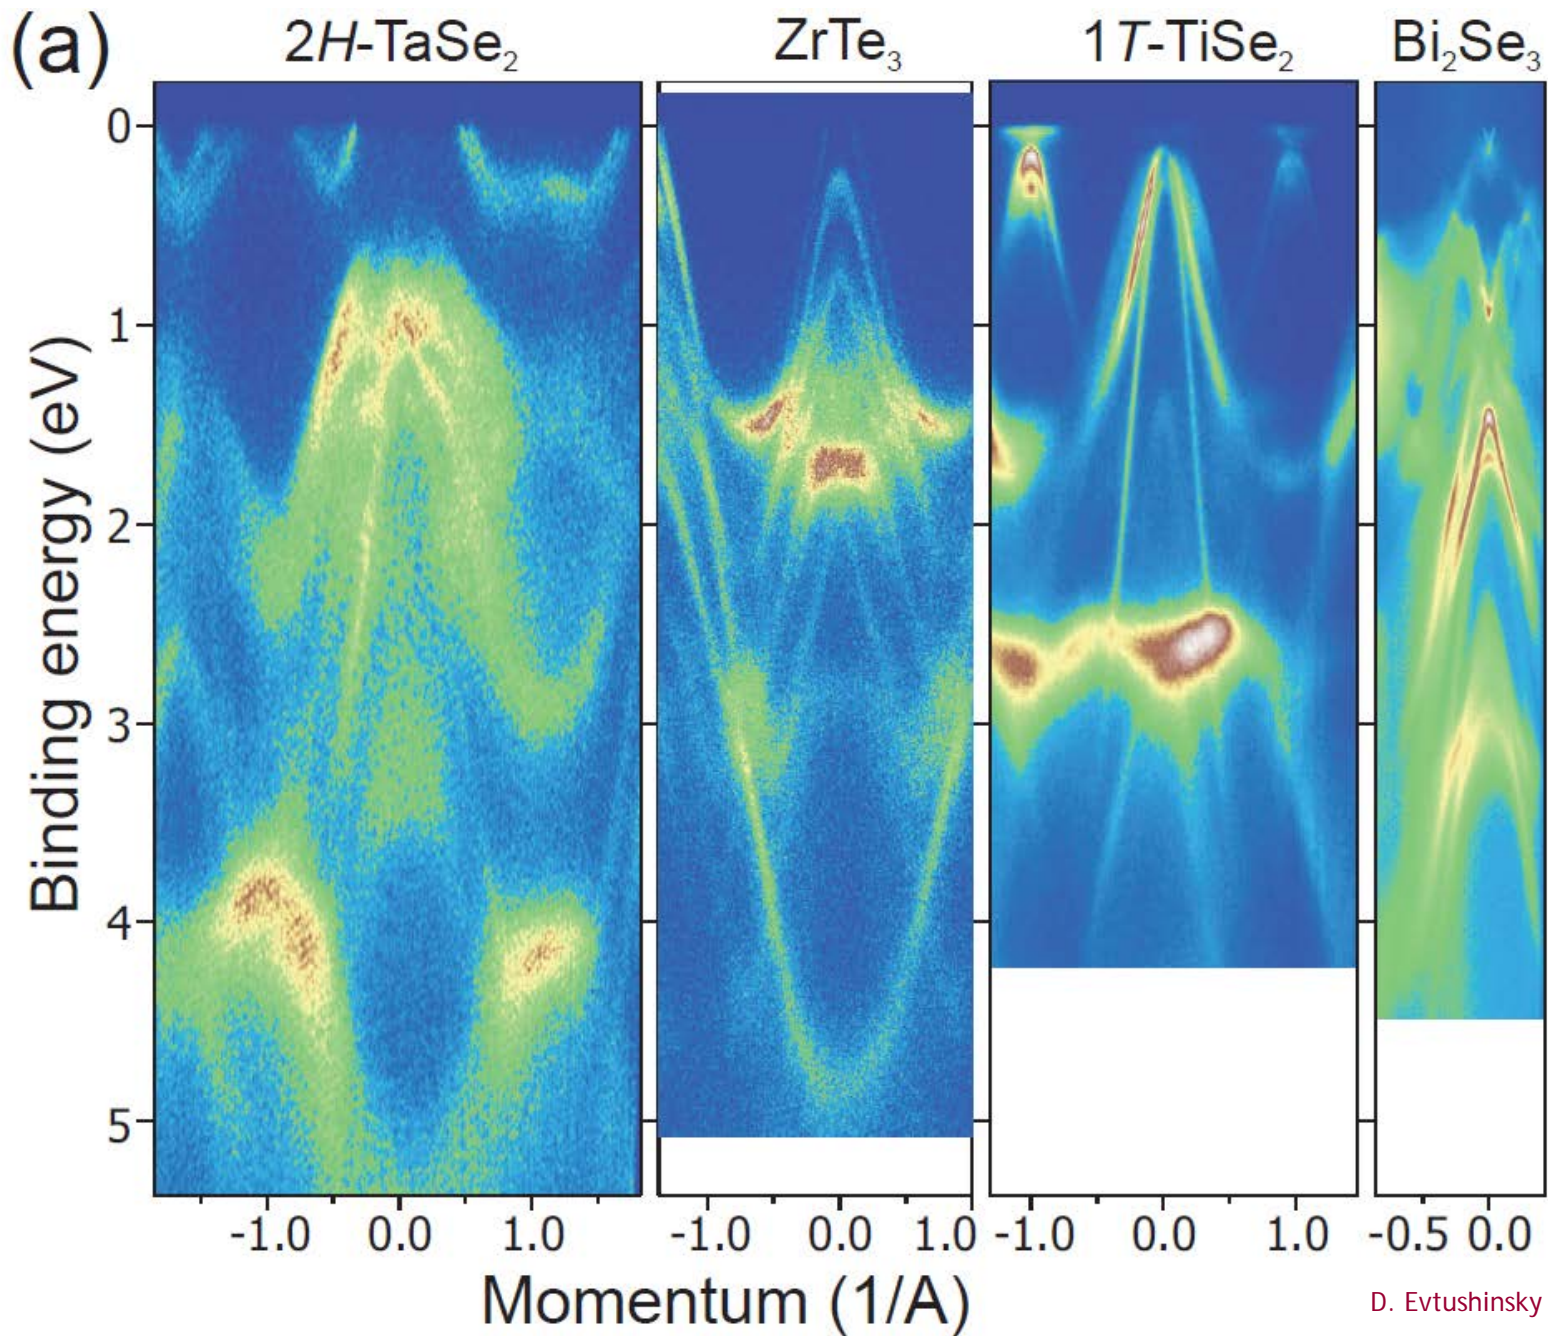 (a)
2H-TaSe₂ ZrTe₃ 1T-TiSe₂ Bi₂Se₃
Binding energy (eV)
0
1
2
3
4
5
-1.0 0.0 1.0 -1.0 0.0 1.0 -1.0 0.0 1.0 -0.5 0.0
Momentum (1/A)
D. Evtushinsky